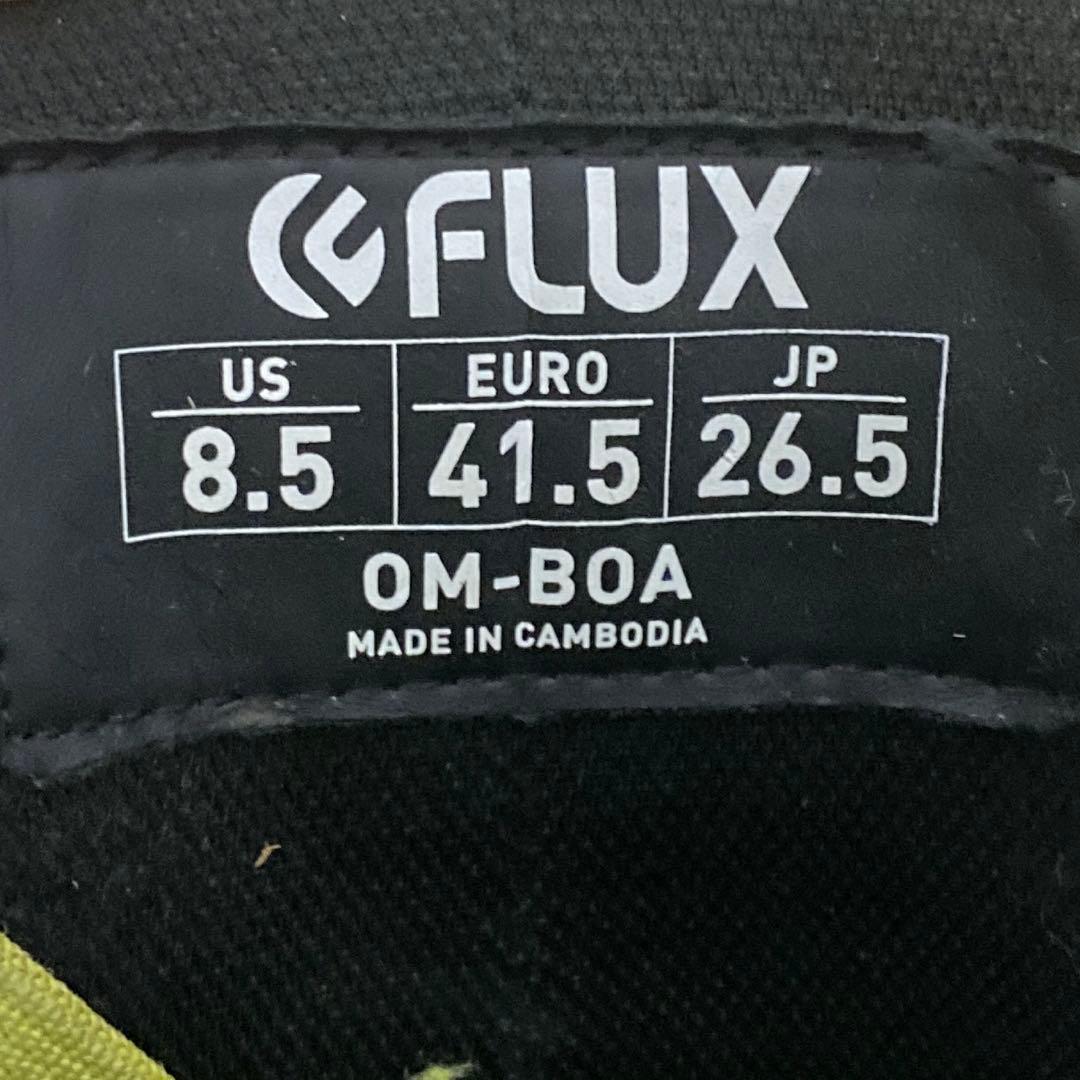 FLUX
US EURO JP
8.5 41.5 26.5
OM-BOA
MADE IN CAMBODIA